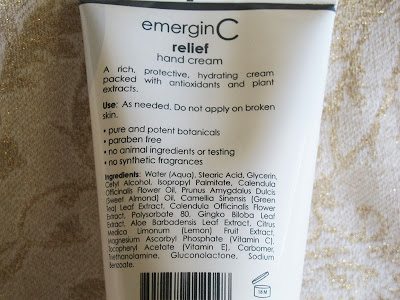 emerginC
relief
hand cream
A rich, protective, hydrating cream
packed with antioxidants and plant
extracts.
Use: As needed. Do not apply on broken
skin.
• pure and potent botanicals
• paraben free
• no animal ingredients or testing
• no synthetic fragrances
Ingredients: Water (Aqua), Stearic Acid, Glycerin,
Cetyl Alcohol, Isopropyl Palmitate, Calendula
Officinalis Flower Oil, Prunus Amygdalus Dulcis
(Sweet Almond) Oil, Camellia Sinensis (Green
Tea) Leaf Extract, Calendula Officinalis Flower
Extract, Polysorbate 80, Gingko Biloba Leaf
Extract, Aloe Barbadensis Leaf Extract, Citrus
Medica Limonum (Lemon) Fruit Extract,
Magnesium Ascorbyl Phosphate (Vitamin C),
Tocopheryl Acetate (Vitamin E), Carbomer,
Triethanolamine, Gluconolactone, Sodium
Benzoate.